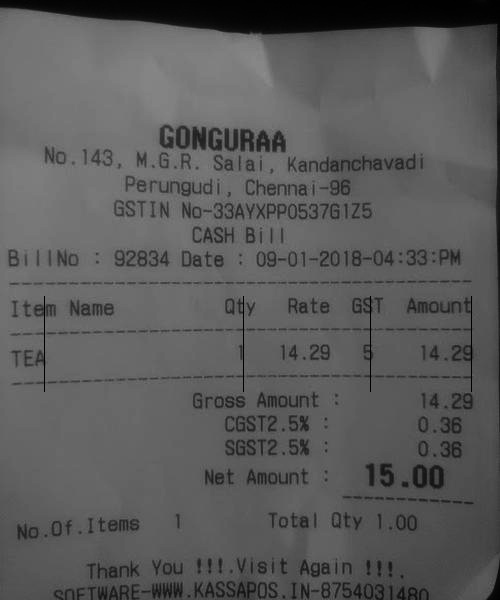 GONGURAA
No.143, M.G.R. Salai, Kandanchavadi
Perungudi, Chennai-96
GSTIN No-33AYXPP0537G1Z5
CASH Bill
BillNo : 92834 Date : 09-01-2018-04:33:PM
Item Name Qty Rate GST Amount
TEA 1 14.29 5 14.29
Gross Amount : 14.29
CGST2.5% : 0.36
SGST2.5% : 0.36
Net Amount : 15.00
No.Of.Items 1 Total Qty 1.00
Thank You !!!.Visit Again !!!.
SOFTWARE-WWW.KASSAPOS.IN-8754031480